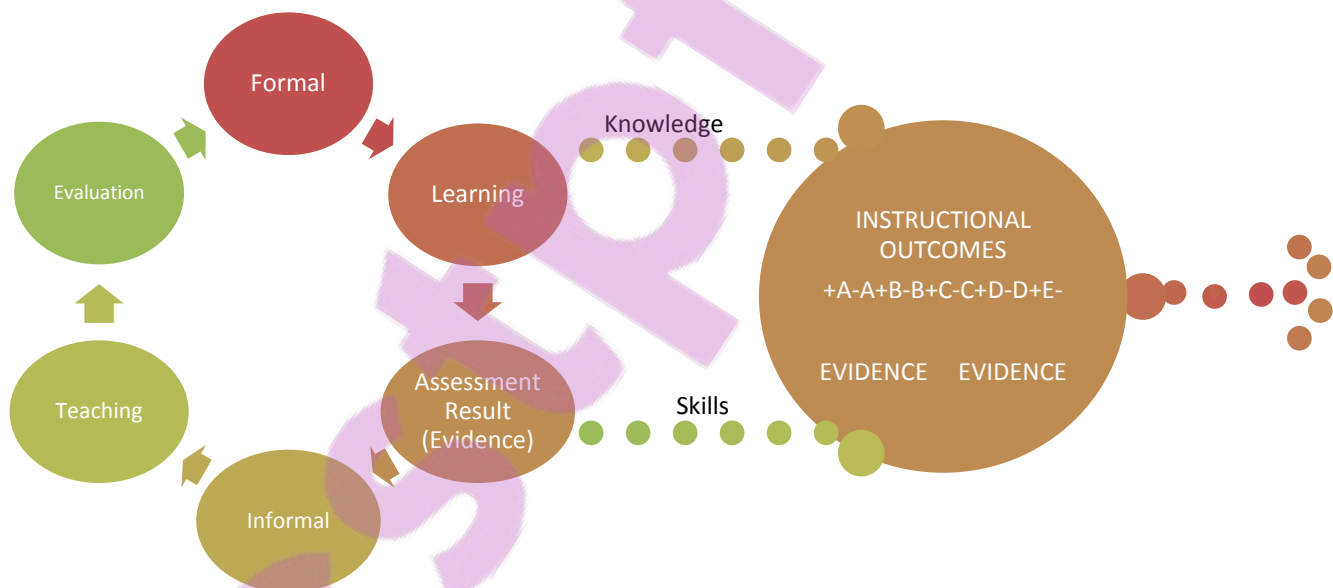 Formal
Knowledge
Evaluation
Learning
INSTRUCTIONAL
OUTCOMES
+A-A+B-B+C-C+D-D+E-
Assessment
Result
(Evidence)
EVIDENCE EVIDENCE
Teaching
Skills
Informal